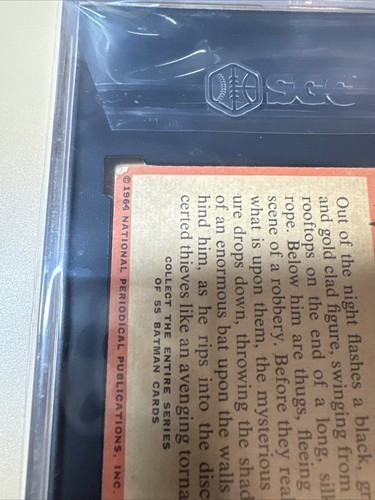 SGC
Out of the night flashes a black, g
and gold clad figure, swinging from
rooftops on the end of a long, silk
rope. Below him are thugs, fleeing
scene of a robbery. Before they rea
what is upon them, the mysterious
ure drops down, throwing the shad
of an enormous bat upon the walls
hind him, as he rips into the disc
certed thieves like an avenging torna
COLLECT THE ENTIRE SERIES
OF 55 BATMAN CARDS
©1964 NATIONAL PERIODICAL PUBLICATIONS, INC.